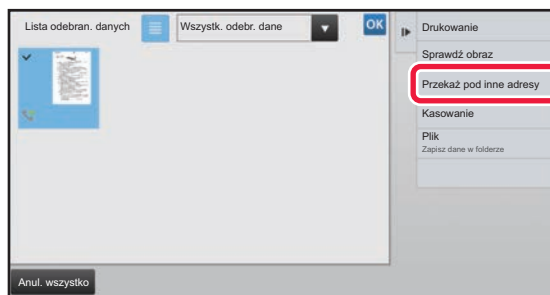 Lista odebran. danych
Wszystk. odebr. dane
OK
Drukowanie
Sprawdź obraz
Przekaż pod inne adresy
Kasowanie
Plik
Zapisz dane w folderze
Anul. wszystko